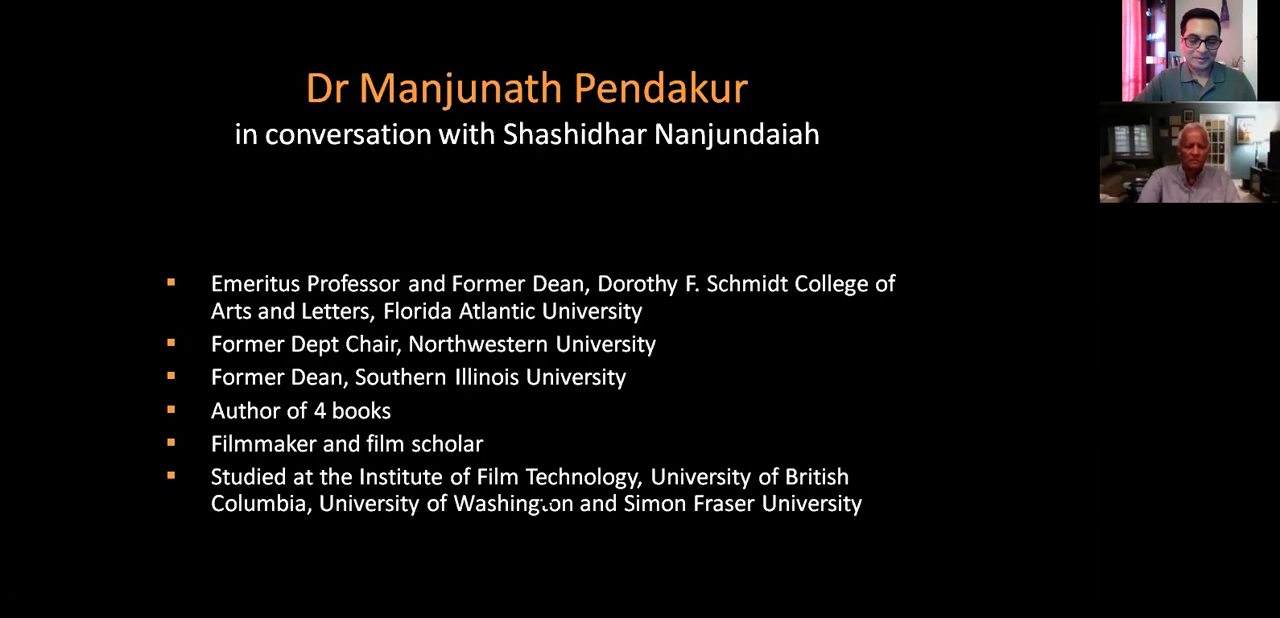 Dr Manjunath Pendakur
in conversation with Shashidhar Nanjundaiah
Emeritus Professor and Former Dean, Dorothy F. Schmidt College of
Arts and Letters, Florida Atlantic University
Former Dept Chair, Northwestern University
Former Dean, Southern Illinois University
Author of 4 books
Filmmaker and film scholar
Studied at the Institute of Film Technology, University of British
Columbia, University of Washington and Simon Fraser University